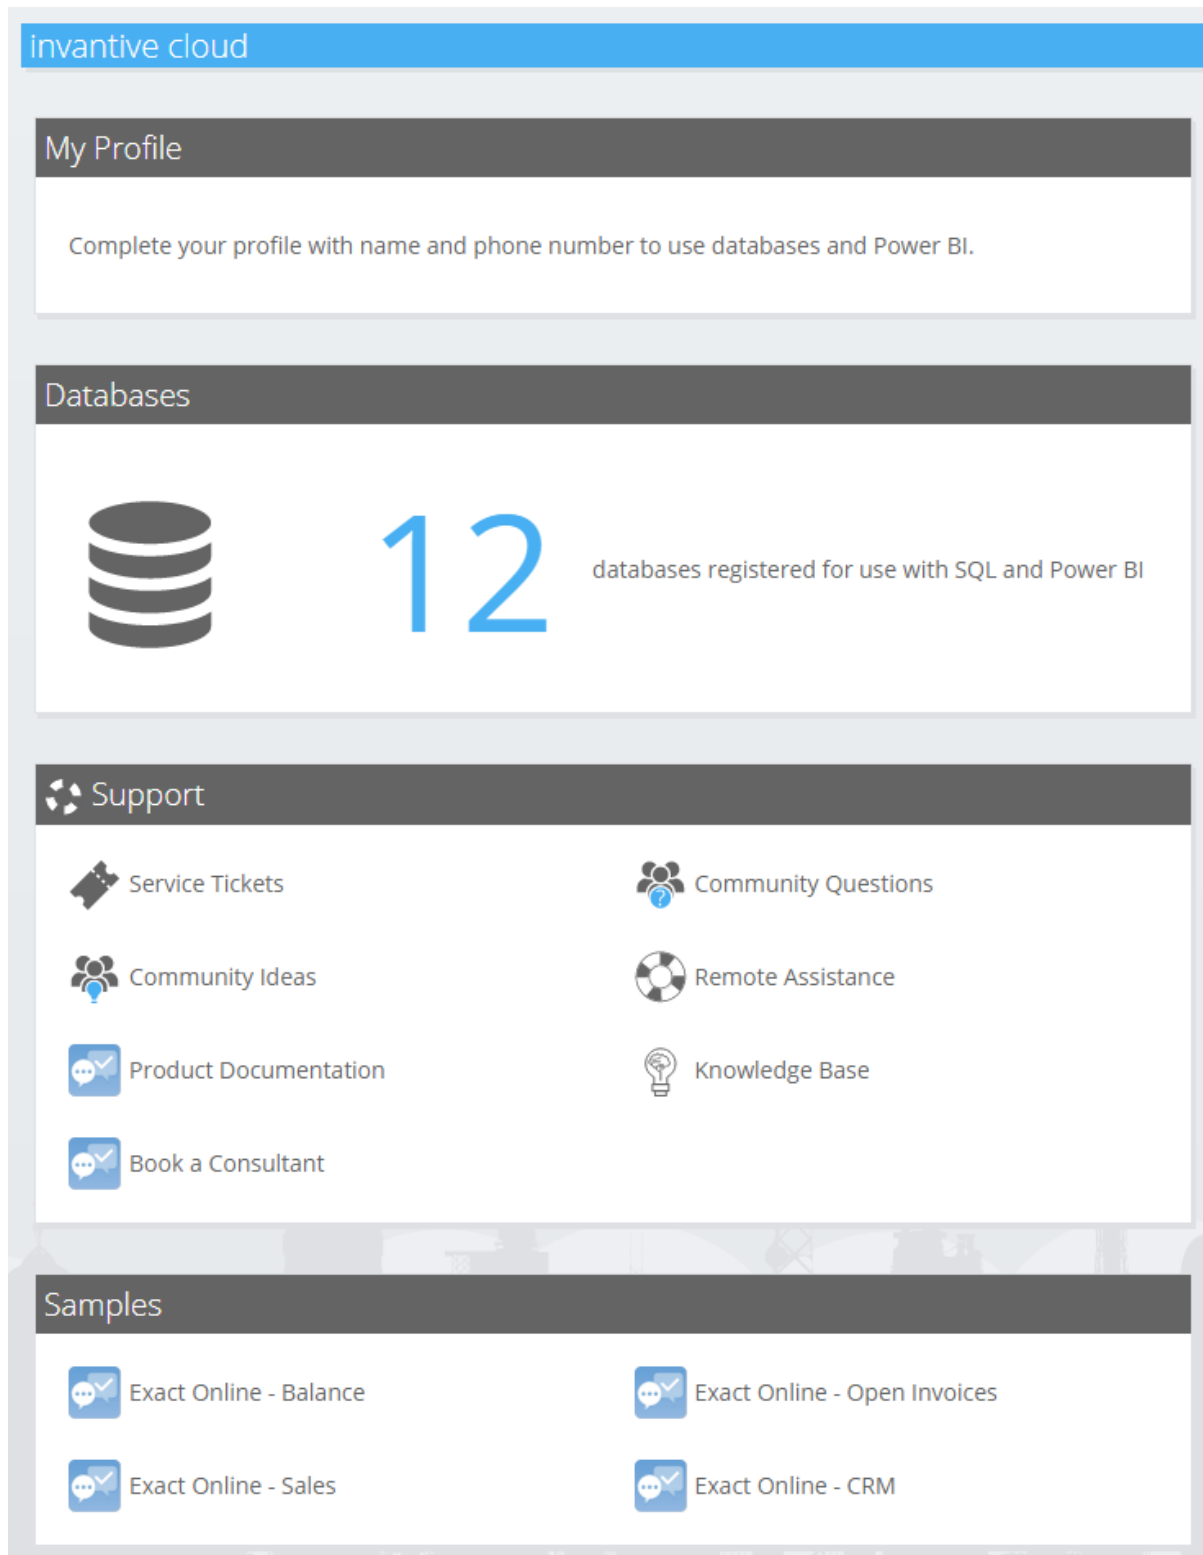 invantive cloud
My Profile
Complete your profile with name and phone number to use databases and Power BI.
Databases
12 databases registered for use with SQL and Power BI
Support
Service Tickets
Community Questions
Community Ideas
Remote Assistance
Product Documentation
Knowledge Base
Book a Consultant
Samples
Exact Online - Balance
Exact Online - Open Invoices
Exact Online - Sales
Exact Online - CRM